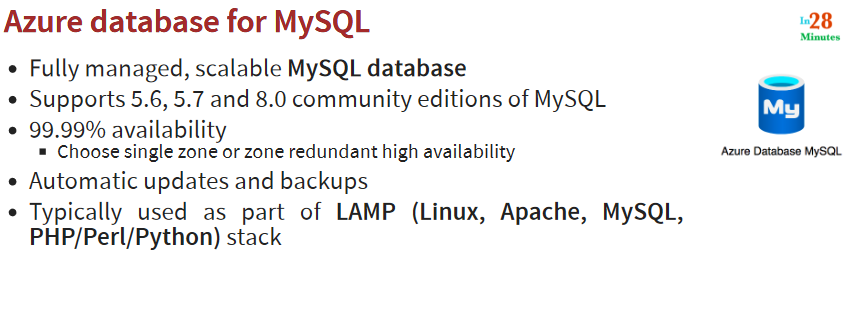 Azure database for MySQL
In28
Minutes
• Fully managed, scalable MySQL database
• Supports 5.6, 5.7 and 8.0 community editions of MySQL
• 99.99% availability
▪ Choose single zone or zone redundant high availability
• Automatic updates and backups
• Typically used as part of LAMP (Linux, Apache, MySQL,
PHP/Perl/Python) stack
My
Azure Database MySQL